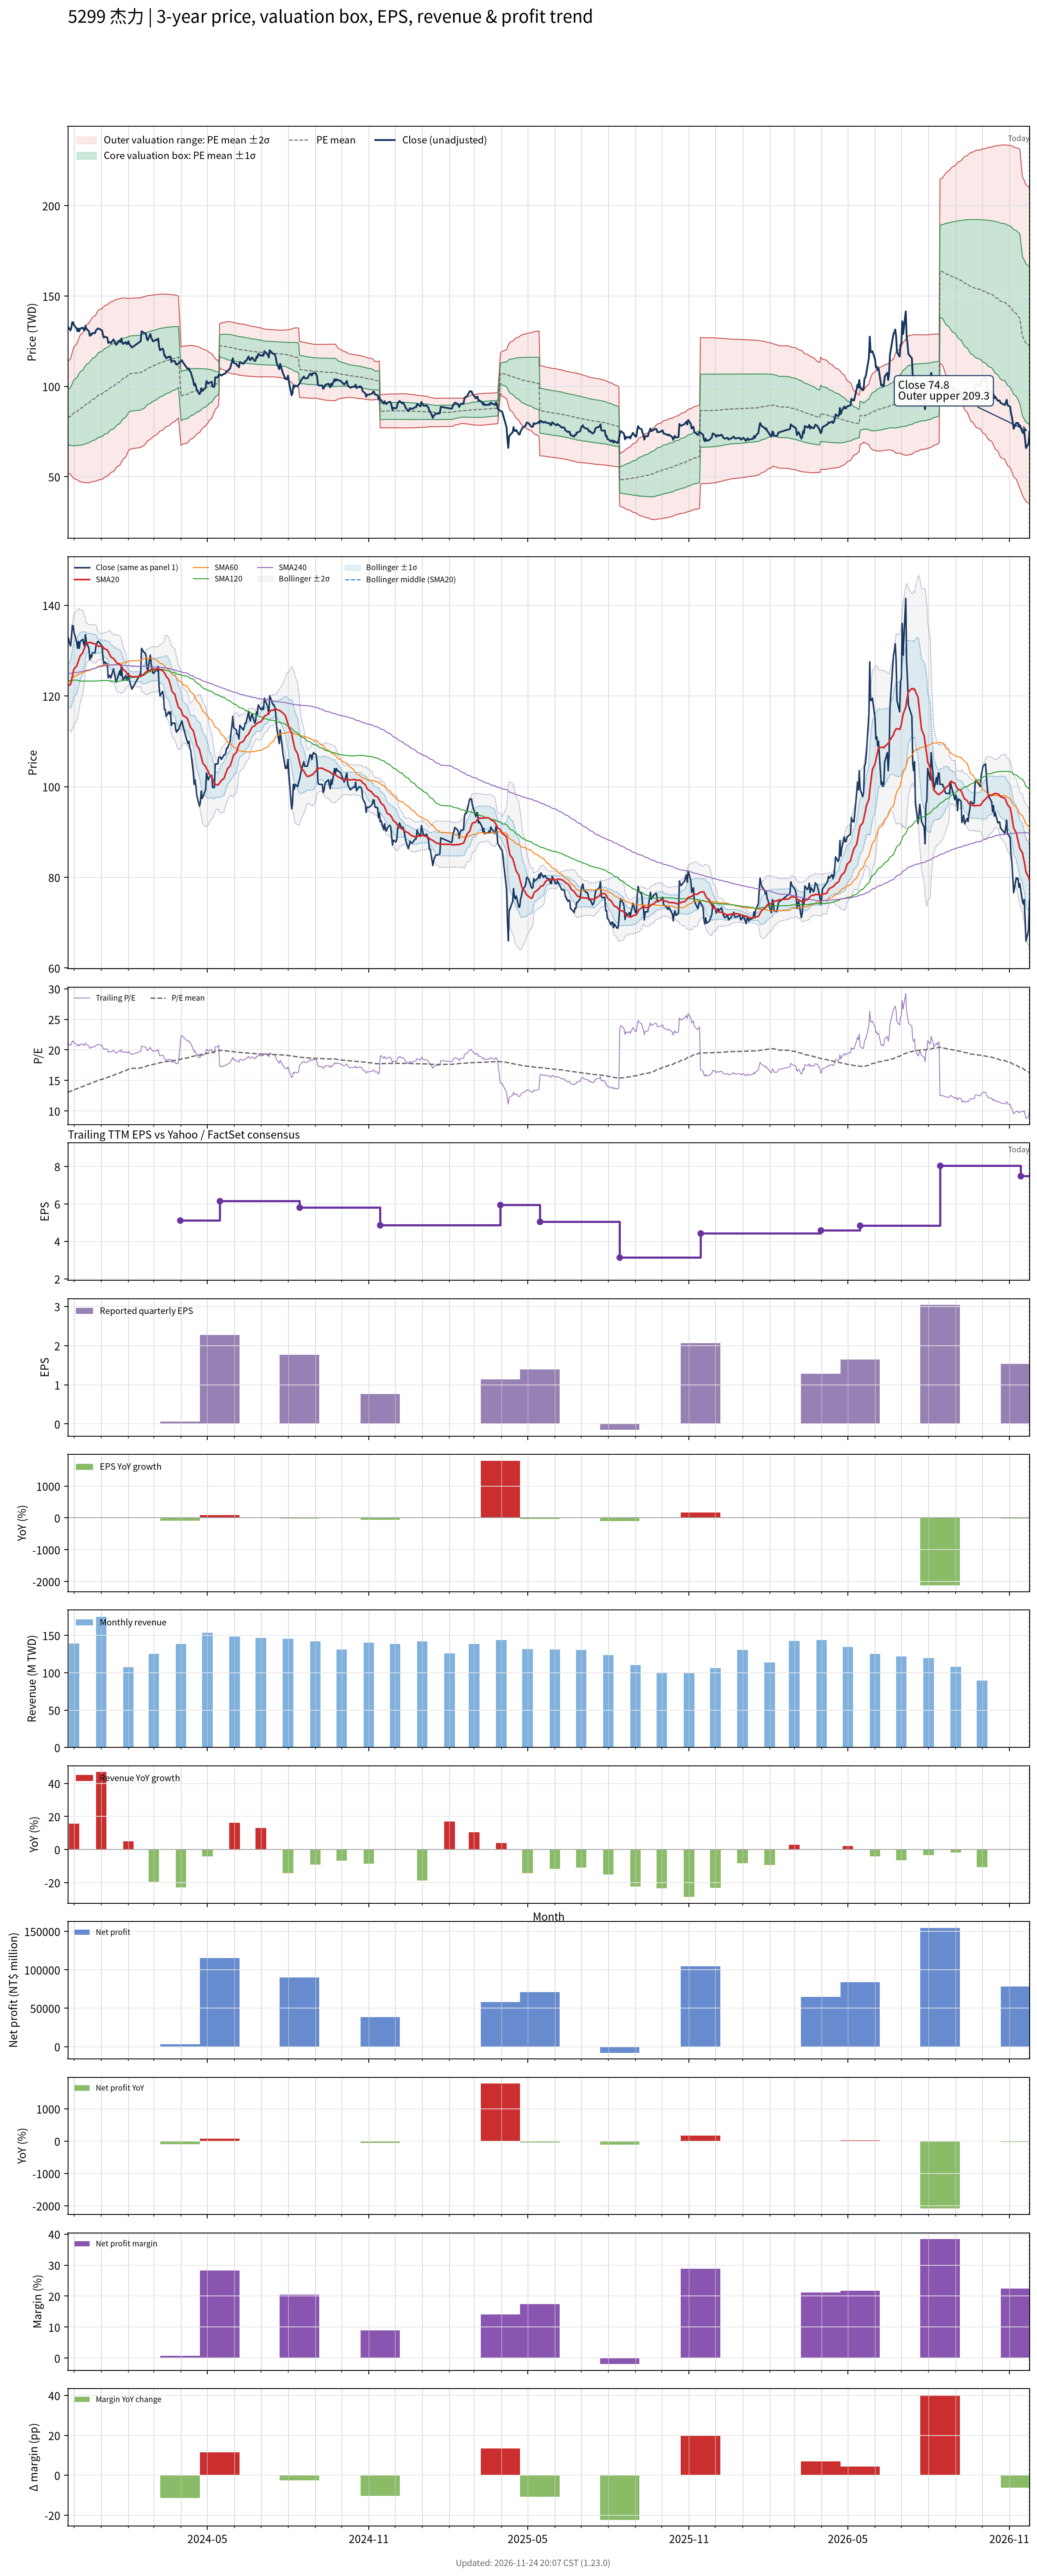 5299 杰力 | 3-year price, valuation box, EPS, revenue & profit trend
Outer valuation range: PE mean ±2σ
Core valuation box: PE mean ±1σ
PE mean
Close (unadjusted)
Today
200
150
100
50
Price (TWD)
Close 74.8
Outer upper 209.3
Close (same as panel 1)
SMA20
SMA60
SMA120
SMA240
Bollinger ±2σ
Bollinger ±1σ
Bollinger middle (SMA20)
140
120
100
80
60
Price
Trailing P/E
P/E mean
30
25
20
15
10
P/E
Trailing TTM EPS vs Yahoo / FactSet consensus
Today
8
6
4
2
EPS
Reported quarterly EPS
3
2
1
0
EPS
EPS YoY growth
1000
0
-1000
-2000
YoY (%)
Monthly revenue
150
100
50
0
Revenue (M TWD)
Revenue YoY growth
40
20
0
-20
YoY (%)
Month
Net profit
150000
100000
50000
0
Net profit (NT$ million)
Net profit YoY
1000
0
-1000
-2000
YoY (%)
Net profit margin
40
30
20
10
0
Margin (%)
Margin YoY change
40
20
0
-20
Δ margin (pp)
2024-05
2024-11
2025-05
2025-11
2026-05
2026-11
Updated: 2026-11-24 20:07 CST (1.23.0)